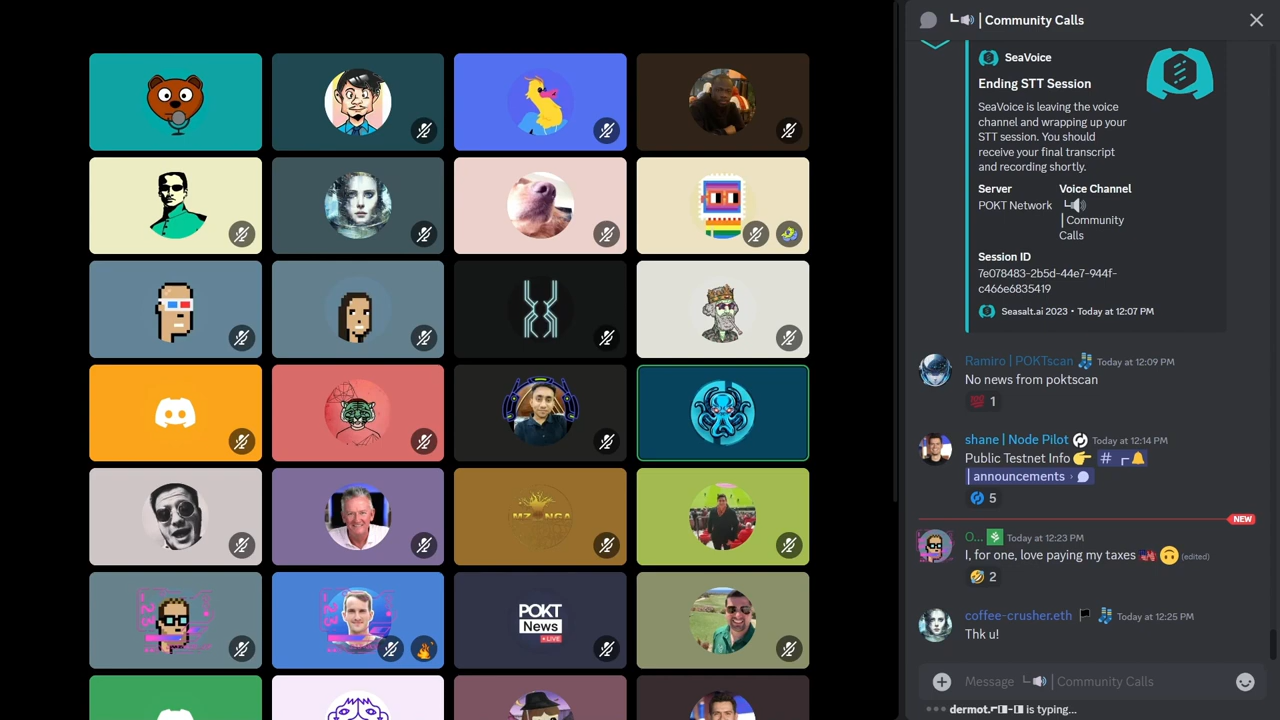 ┗🔊 | Community Calls
SeaVoice
Ending STT Session
SeaVoice is leaving the voice
channel and wrapping up your
STT session. You should
receive your final transcript
and recording shortly.
Server
Voice Channel
POKT Network
┗🔊
| Community
Calls
Session ID
7e078483-2b5d-44e7-944f-
c466e6835419
Seasalt.ai 2023 • Today at 12:07 PM
Ramiro | POKTscan Today at 12:09 PM
No news from poktscan
💯 1
shane | Node Pilot Today at 12:14 PM
Public Testnet Info 👉 # ┏🔔
| announcements ›
5
NEW
O... Today at 12:23 PM
I, for one, love paying my taxes 🙃 (edited)
🤣 2
coffee-crusher.eth Today at 12:25 PM
Thk u!
Message ┗🔊 | Community Calls
is typing...
MZONGA
POKT
News
LIVE